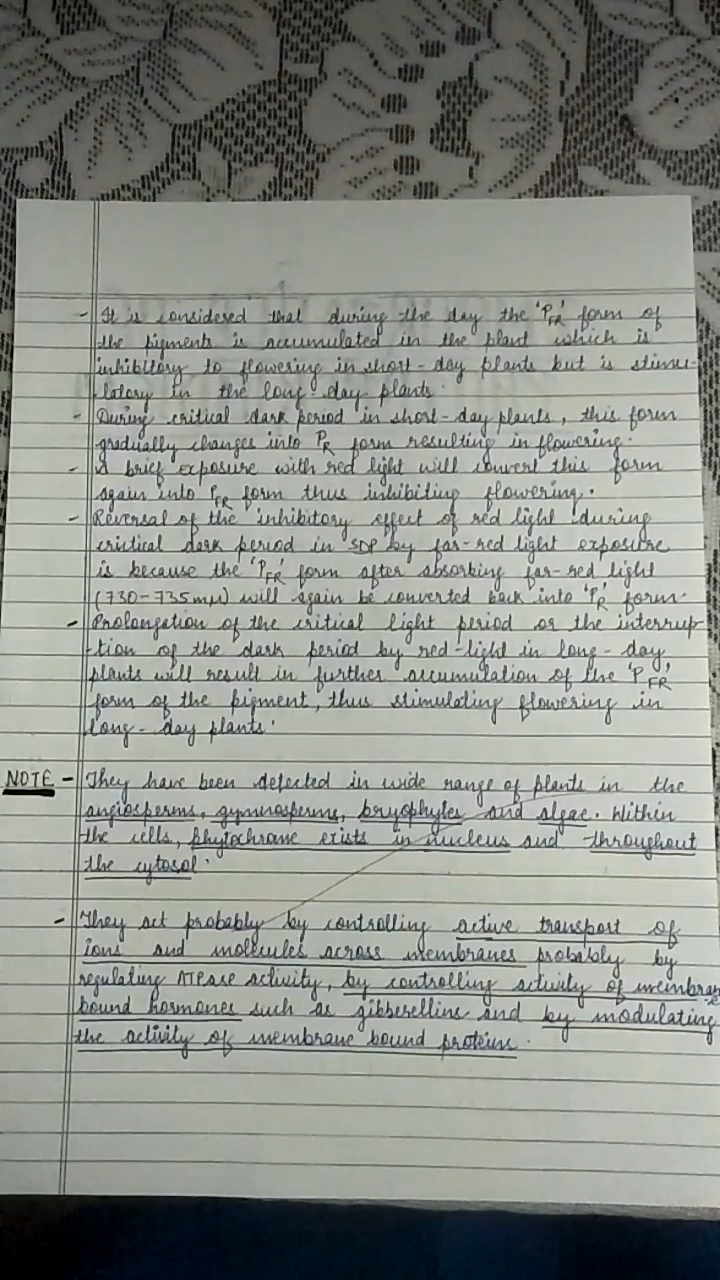 - It is considered that during the day the 'PFR' form of
the pigments is accumulated in the plant which is
inhibitory to flowering in short-day plants but is stimu-
latory in the long-day plants.
- During critical dark period in short-day plants, this form
gradually changes into PR form resulting in flowering.
- A brief exposure with red light will convert this form
again into PFR form thus inhibiting flowering.
- Reversal of the inhibitory effect of red light during
critical dark period in SDP by far-red light exposure
is because the 'PFR' form after absorbing far-red light
(730-735mμ) will again be converted back into 'PR' form.
- Prolongation of the critical light period or the interrup
-tion of the dark period by red-light in long-day
plants will result in further accumulation of the 'PFR'
form of the pigment, thus stimulating flowering in
long-day plants.
NOTE - They have been detected in wide range of plants in the
angiosperms, gymnosperms, bryophytes and algae. Within
the cells, phytochrome exists in nucleus and throughout
the cytosol.
- They act probably by controlling active transport of
ions and molecules across membranes probably by
regulating ATPase activity, by controlling activity of membrane
bound hormones such as gibberellins and by modulating
the activity of membrane bound proteins.